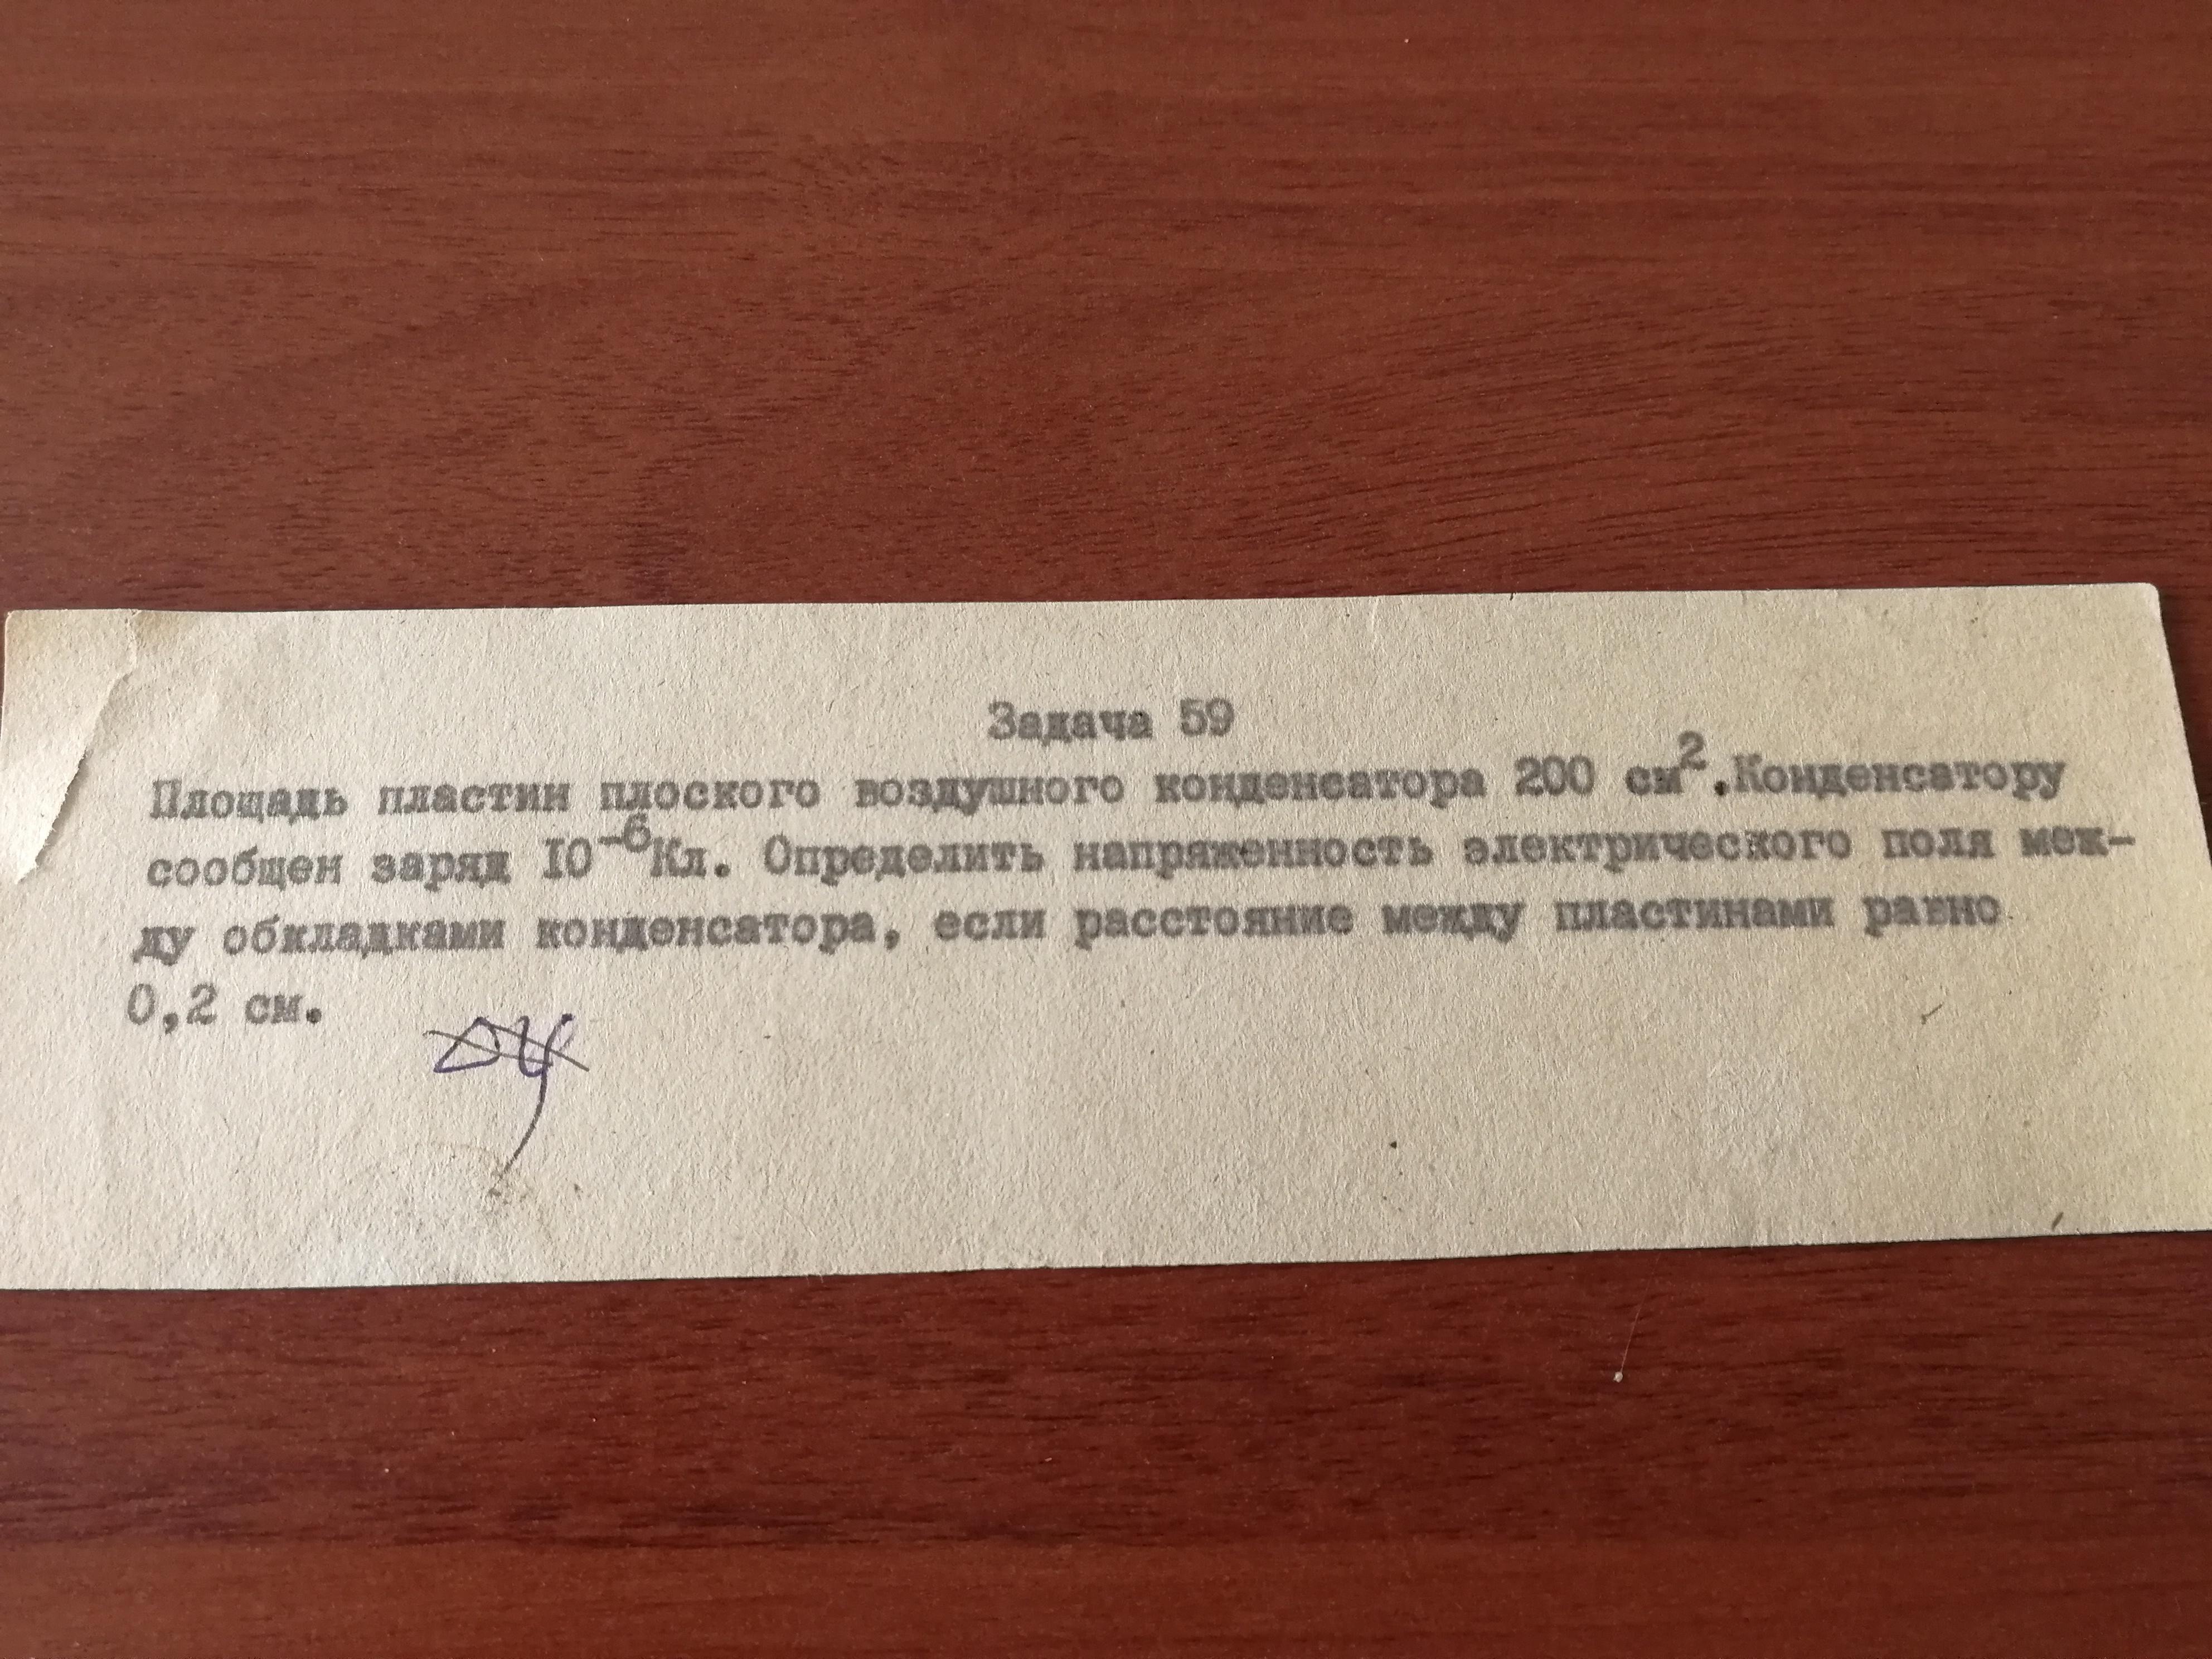 Задача 59
Площадь пластин плоского воздушного конденсатора 200 см².Конденсатору
сообщен заряд 10⁻⁶Кл. Определить напряженность электрического поля меж-
ду обкладками конденсатора, если расстояние между пластинами равно
0,2 см.